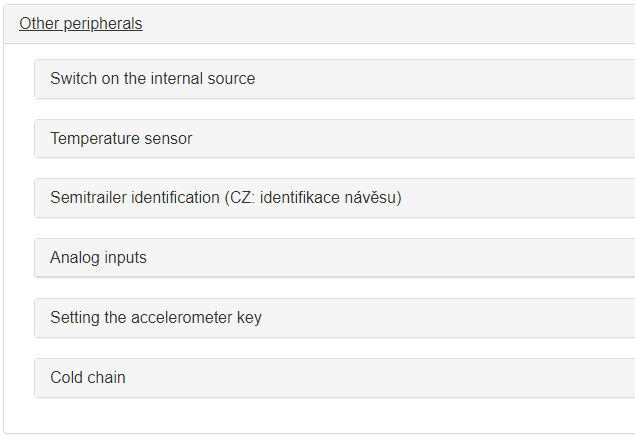 Other peripherals
Switch on the internal source
Temperature sensor
Semitrailer identification (CZ: identifikace návěsu)
Analog inputs
Setting the accelerometer key
Cold chain